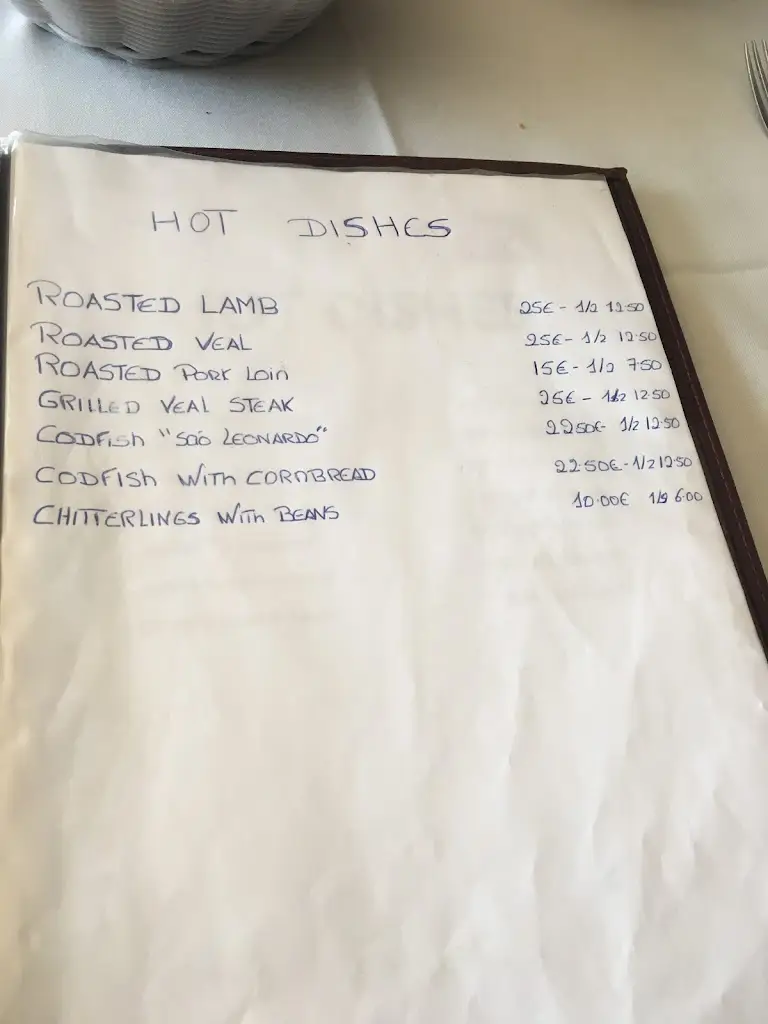 HOT DISHES
ROASTED LAMB 25€ - 1/2 12.50
ROASTED VEAL 25€ - 1/2 12.50
ROASTED PORK LOIN 15€ - 1/2 7.50
GRILLED VEAL STEAK 25€ - 1/2 12.50
CODFISH "SÃO LEONARDO" 22.50€ - 1/2 12.50
CODFISH WITH CORNBREAD 22.50€ - 1/2 12.50
CHITTERLINGS WITH BEANS 10.00€ 1/2 6.00